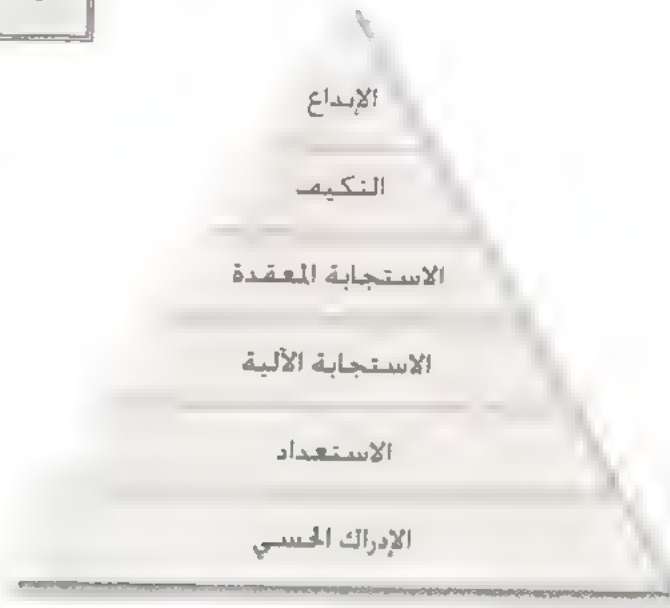 الإبداع
التكيف
الاستجابة المعقدة
الاستجابة الآلية
الاستعداد
الإدراك الحسي